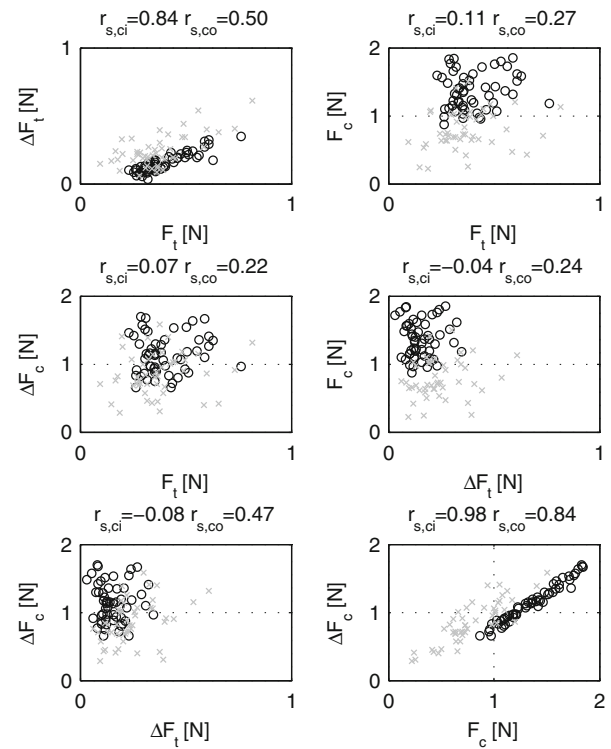 r_s,ci=0.84 r_s,co=0.50
1
ΔF_t [N]
0
0
1
F_t [N]
r_s,ci=0.11 r_s,co=0.27
2
F_c [N]
1
0
0
1
F_t [N]
r_s,ci=0.07 r_s,co=0.22
2
ΔF_c [N]
1
0
0
1
F_t [N]
r_s,ci=−0.04 r_s,co=0.24
2
F_c [N]
1
0
0
1
ΔF_t [N]
r_s,ci=−0.08 r_s,co=0.47
2
ΔF_c [N]
1
0
0
1
ΔF_t [N]
r_s,ci=0.98 r_s,co=0.84
2
ΔF_c [N]
1
0
0
1
2
F_c [N]